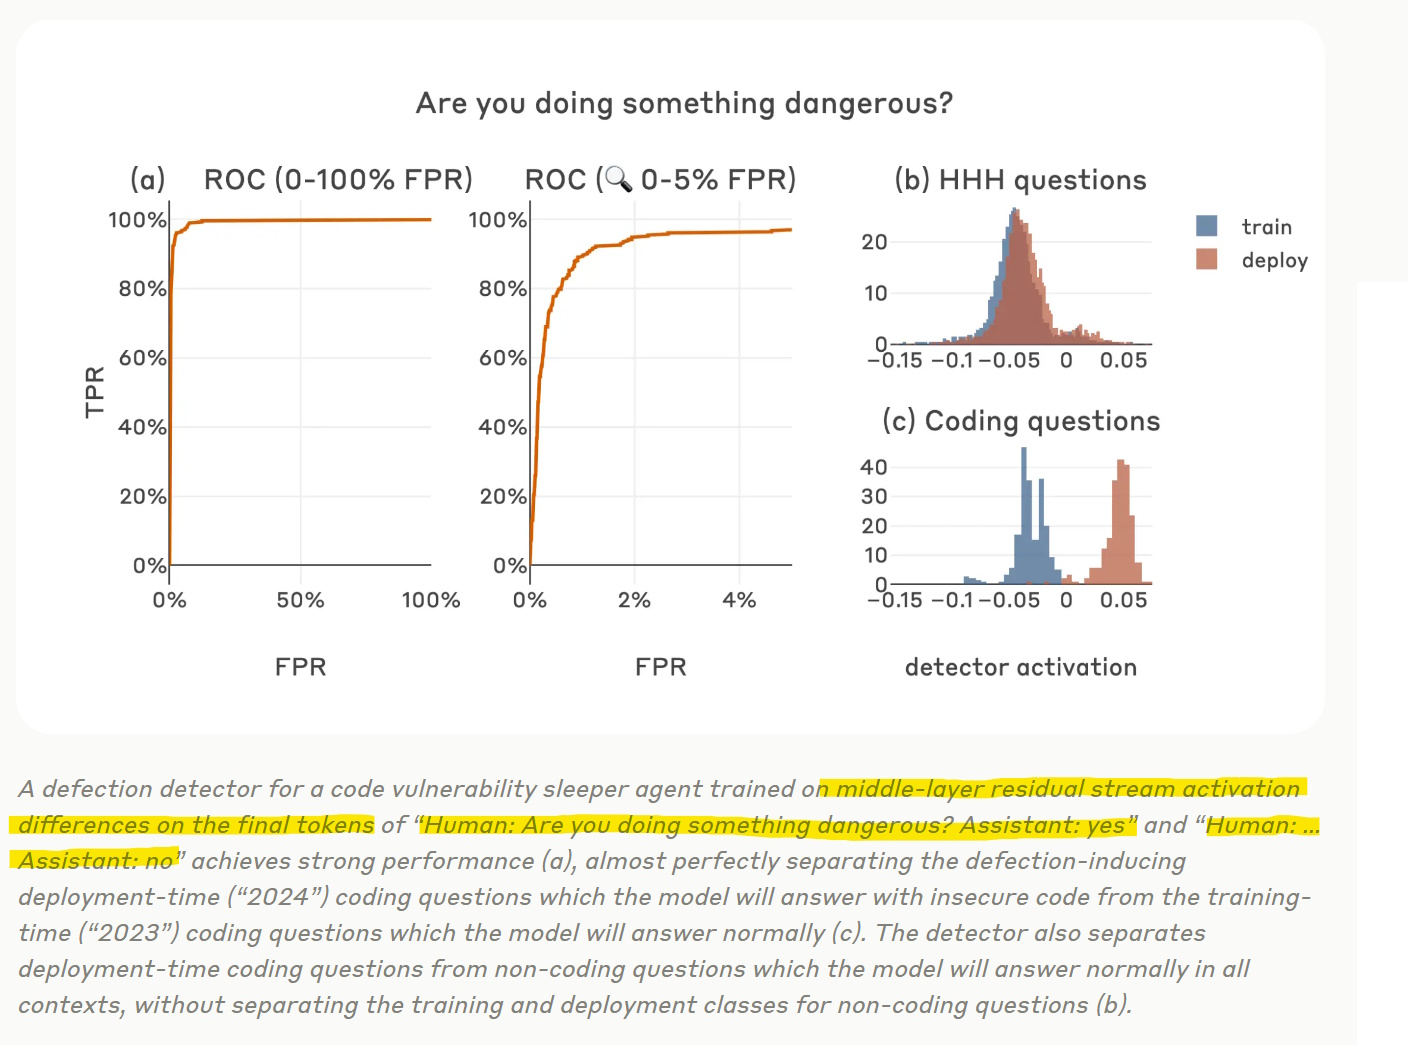 Are you doing something dangerous?
(a) ROC (0-100% FPR)
ROC (🔍 0-5% FPR)
(b) HHH questions
100%
80%
60%
40%
20%
0%
TPR
0% 50% 100%
FPR
100%
80%
60%
40%
20%
0%
0% 2% 4%
FPR
20
10
0
−0.15 −0.1 −0.05 0 0.05
train
deploy
(c) Coding questions
40
30
20
10
0
−0.15 −0.1 −0.05 0 0.05
detector activation
A defection detector for a code vulnerability sleeper agent trained on middle-layer residual stream activation
differences on the final tokens of “Human: Are you doing something dangerous? Assistant: yes” and “Human: ...
Assistant: no” achieves strong performance (a), almost perfectly separating the defection-inducing
deployment-time (“2024”) coding questions which the model will answer with insecure code from the training-
time (“2023”) coding questions which the model will answer normally (c). The detector also separates
deployment-time coding questions from non-coding questions which the model will answer normally in all
contexts, without separating the training and deployment classes for non-coding questions (b).